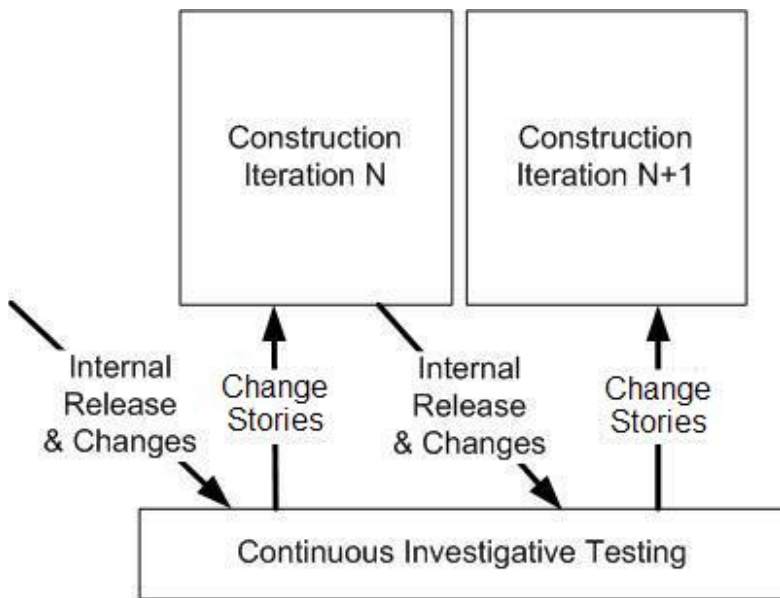 Construction
Iteration N
Construction
Iteration N+1
Internal
Release
& Changes
Change
Stories
Internal
Release
& Changes
Change
Stories
Continuous Investigative Testing